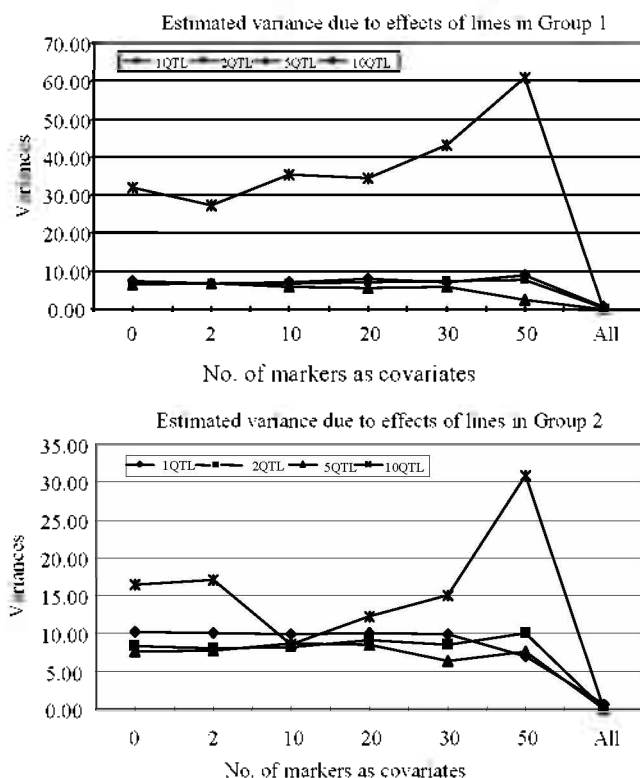 Estimated variance due to effects of lines in Group 1
70.00
1QTL 2QTL 5QTL 10QTL
60.00
50.00
40.00
30.00
20.00
10.00
0.00
Variances
0 2 10 20 30 50 All
No. of markers as covariates
Estimated variance due to effects of lines in Group 2
35.00
1QTL 2QTL 5QTL 10QTL
30.00
25.00
20.00
15.00
10.00
5.00
0.00
Variances
0 2 10 20 30 50 All
No. of markers as covariates